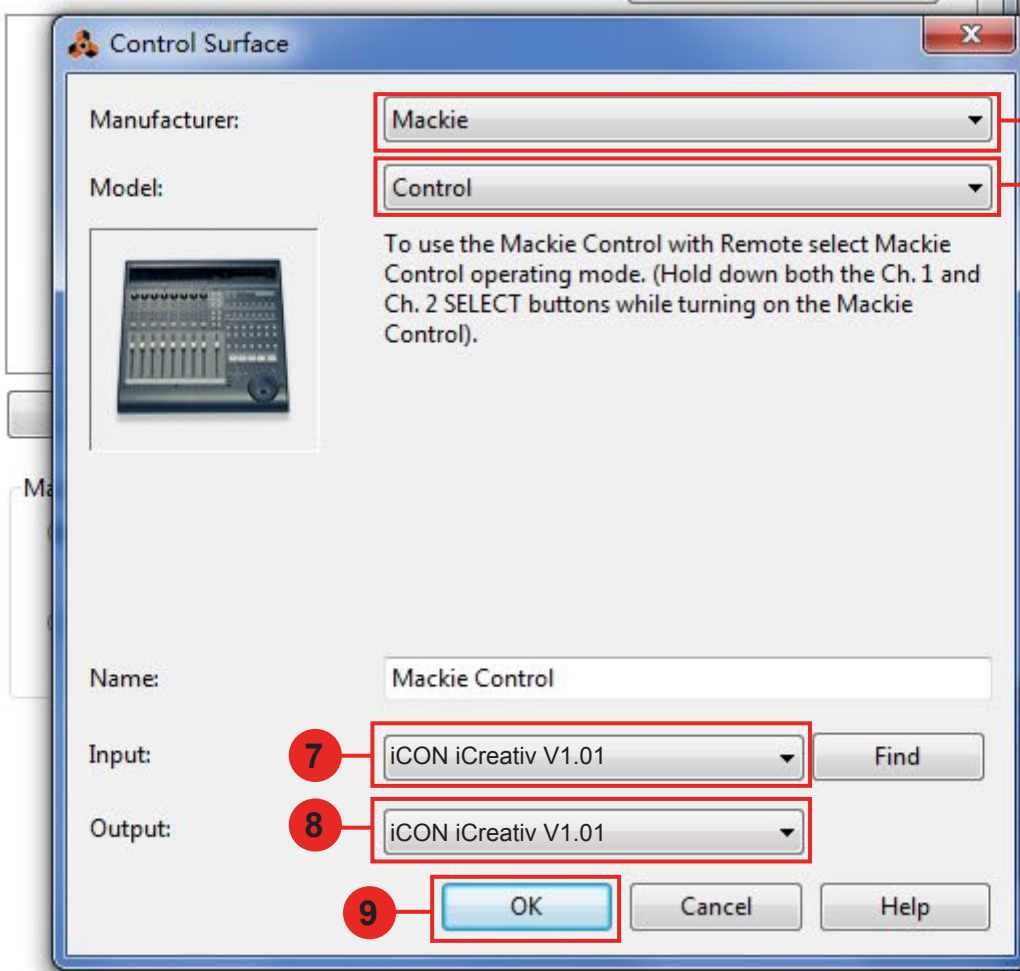 Control Surface
Manufacturer:
Mackie
Model:
Control
To use the Mackie Control with Remote select Mackie
Control operating mode. (Hold down both the Ch. 1 and
Ch. 2 SELECT buttons while turning on the Mackie
Control).
Ma
Name:
Mackie Control
Input:
7
iCON iCreativ V1.01
Find
Output:
8
iCON iCreativ V1.01
9
OK
Cancel
Help